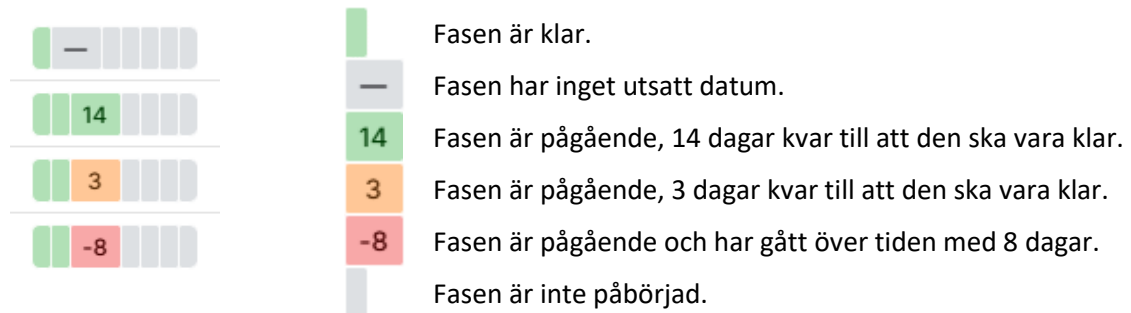 —
14
3
-8
— Fasen är klar.
Fasen har inget utsatt datum.
14 Fasen är pågående, 14 dagar kvar till att den ska vara klar.
3 Fasen är pågående, 3 dagar kvar till att den ska vara klar.
-8 Fasen är pågående och har gått över tiden med 8 dagar.
Fasen är inte påbörjad.